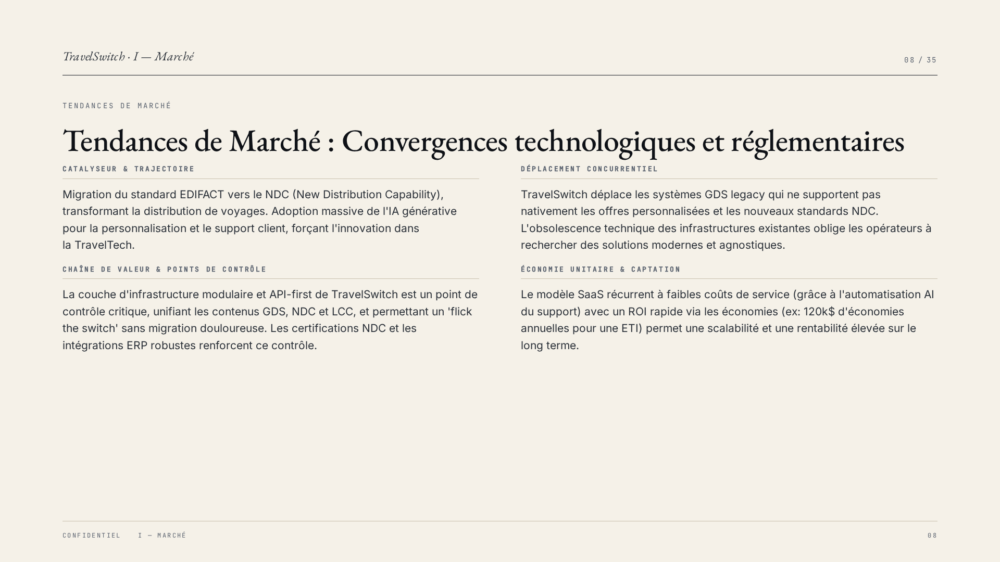 TravelSwitch · I — Marché
08 / 35
TENDANCES DE MARCHÉ
Tendances de Marché : Convergences technologiques et réglementaires
CATALYSEUR & TRAJECTOIRE
Migration du standard EDIFACT vers le NDC (New Distribution Capability),
transformant la distribution de voyages. Adoption massive de l'IA générative
pour la personnalisation et le support client, forçant l'innovation dans
la TravelTech.
DÉPLACEMENT CONCURRENTIEL
TravelSwitch déplace les systèmes GDS legacy qui ne supportent pas
nativement les offres personnalisées et les nouveaux standards NDC.
L'obsolescence technique des infrastructures existantes oblige les opérateurs à
rechercher des solutions modernes et agnostiques.
CHAÎNE DE VALEUR & POINTS DE CONTRÔLE
La couche d'infrastructure modulaire et API-first de TravelSwitch est un point de
contrôle critique, unifiant les contenus GDS, NDC et LCC, et permettant un 'flick
the switch' sans migration douloureuse. Les certifications NDC et les
intégrations ERP robustes renforcent ce contrôle.
ÉCONOMIE UNITAIRE & CAPTATION
Le modèle SaaS récurrent à faibles coûts de service (grâce à l'automatisation AI
du support) avec un ROI rapide via les économies (ex: 120k$ d'économies
annuelles pour une ETI) permet une scalabilité et une rentabilité élevée sur le
long terme.
CONFIDENTIEL I — MARCHÉ
08